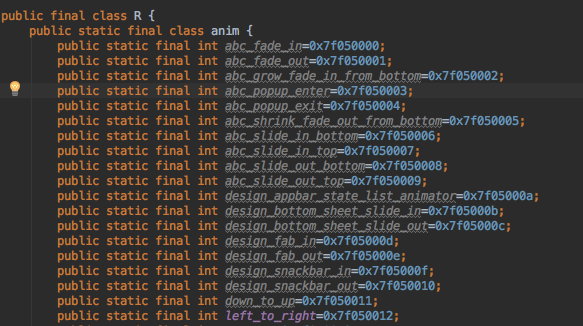 public final class R {
public static final class anim {
public static final int abc_fade_in=0x7f050000;
public static final int abc_fade_out=0x7f050001;
public static final int abc_grow_fade_in_from_bottom=0x7f050002;
public static final int abc_popup_enter=0x7f050003;
public static final int abc_popup_exit=0x7f050004;
public static final int abc_shrink_fade_out_from_bottom=0x7f050005;
public static final int abc_slide_in_bottom=0x7f050006;
public static final int abc_slide_in_top=0x7f050007;
public static final int abc_slide_out_bottom=0x7f050008;
public static final int abc_slide_out_top=0x7f050009;
public static final int design_appbar_state_list_animator=0x7f05000a;
public static final int design_bottom_sheet_slide_in=0x7f05000b;
public static final int design_bottom_sheet_slide_out=0x7f05000c;
public static final int design_fab_in=0x7f05000d;
public static final int design_fab_out=0x7f05000e;
public static final int design_snackbar_in=0x7f05000f;
public static final int design_snackbar_out=0x7f050010;
public static final int down_to_up=0x7f050011;
public static final int left_to_right=0x7f050012;